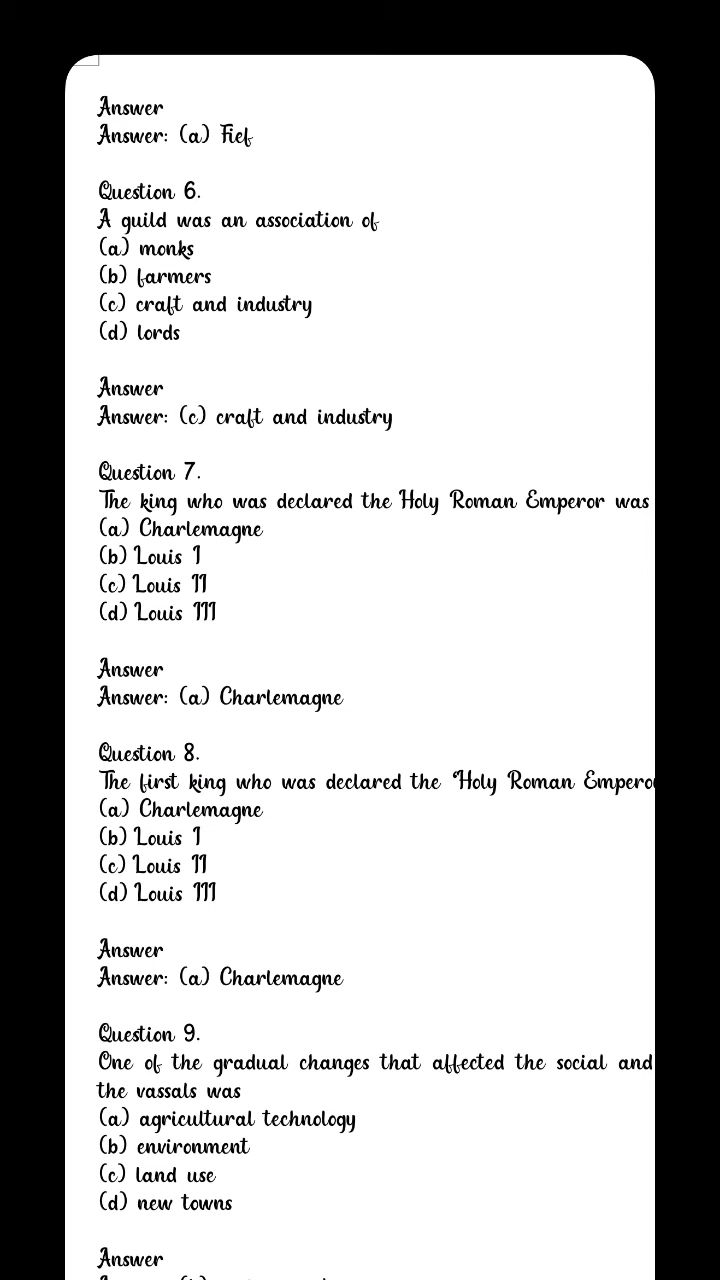 Answer
Answer: (a) Fief
Question 6.
A guild was an association of
(a) monks
(b) farmers
(c) craft and industry
(d) lords
Answer
Answer: (c) craft and industry
Question 7.
The king who was declared the Holy Roman Emperor was
(a) Charlemagne
(b) Louis I
(c) Louis II
(d) Louis III
Answer
Answer: (a) Charlemagne
Question 8.
The first king who was declared the 'Holy Roman
(a) Charlemagne
(b) Louis I
(c) Louis II
(d) Louis III
Answer
Answer: (a) Charlemagne
Question 9.
One of the gradual changes that affected the social and
the vassals was
(a) agricultural technology
(b) environment
(c) land use
(d) new towns
Answer